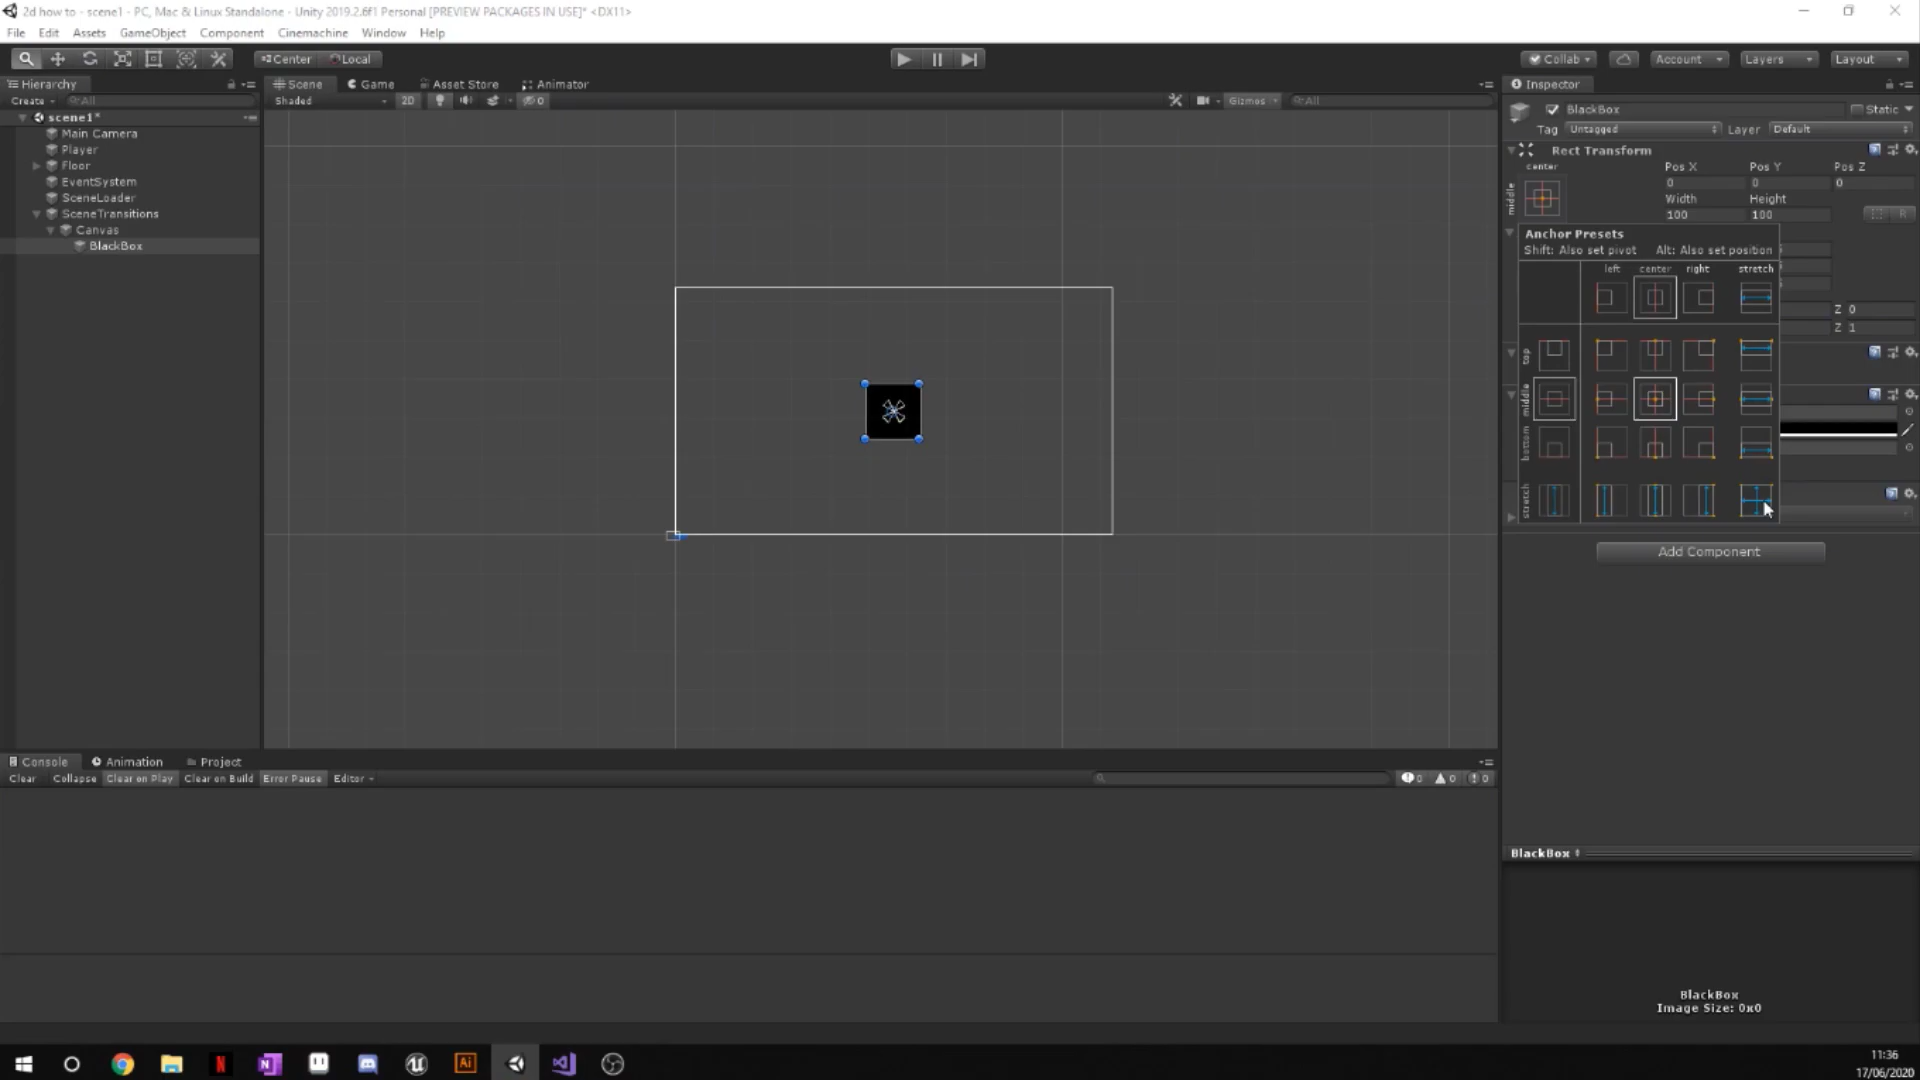 2d how to - scene1 - PC, Mac & Linux Standalone - Unity 2019.2.6f1 Personal [PREVIEW PACKAGES IN USE]* <DX11>
File Edit Assets GameObject Component Cinemachine Window Help
Center Local Collab Account Layers Layout
Hierarchy
Create All
scene1*
Main Camera
Player
Floor
EventSystem
SceneLoader
SceneTransitions
Canvas
BlackBox
Scene Game Asset Store Animator
Shaded 2D 0 Gizmos All
Inspector
BlackBox Static
Tag Untagged Layer Default
Rect Transform
center Pos X Pos Y Pos Z
middle 0 0 0
Width Height
100 100 R
Anchor Presets
Shift: Also set pivot Alt: Also set position
left center right stretch
top
middle
bottom
stretch
Z 0
Z 1
Add Component
Console Animation Project
Clear Collapse Clear on Play Clear on Build Error Pause Editor 0 0 0
BlackBox
BlackBox
Image Size: 0x0
N Ai
11:36
17/06/2020